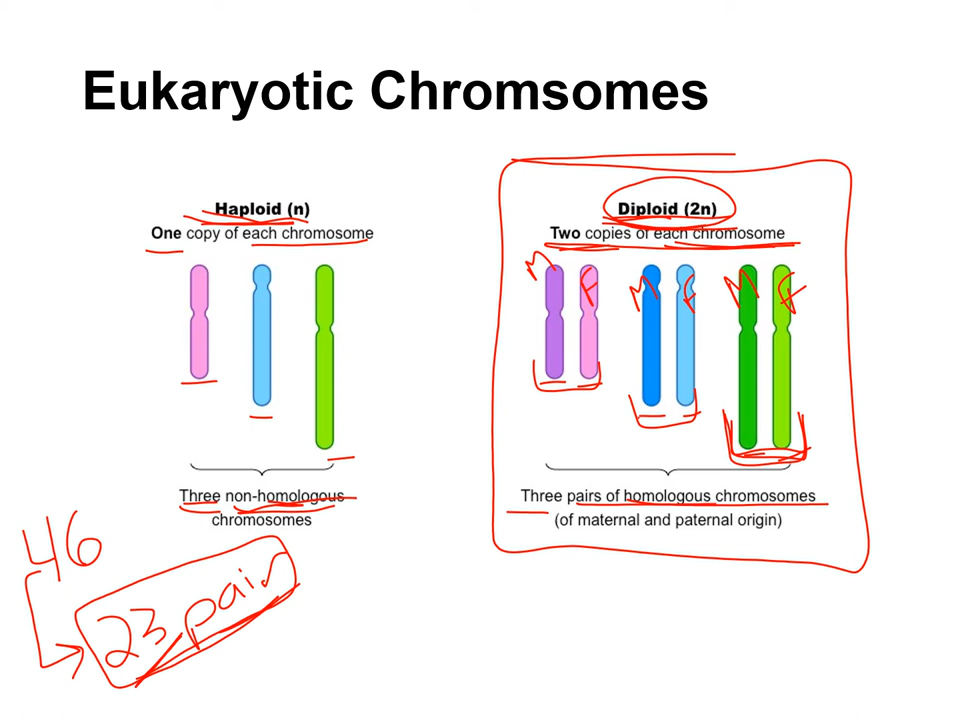 Eukaryotic Chromsomes
Haploid (n)
One copy of each chromosome
Three non-homologous
chromosomes
Diploid (2n)
Two copies of each chromosome
M F M F M F
Three pairs of homologous chromosomes
(of maternal and paternal origin)
46
23 pair